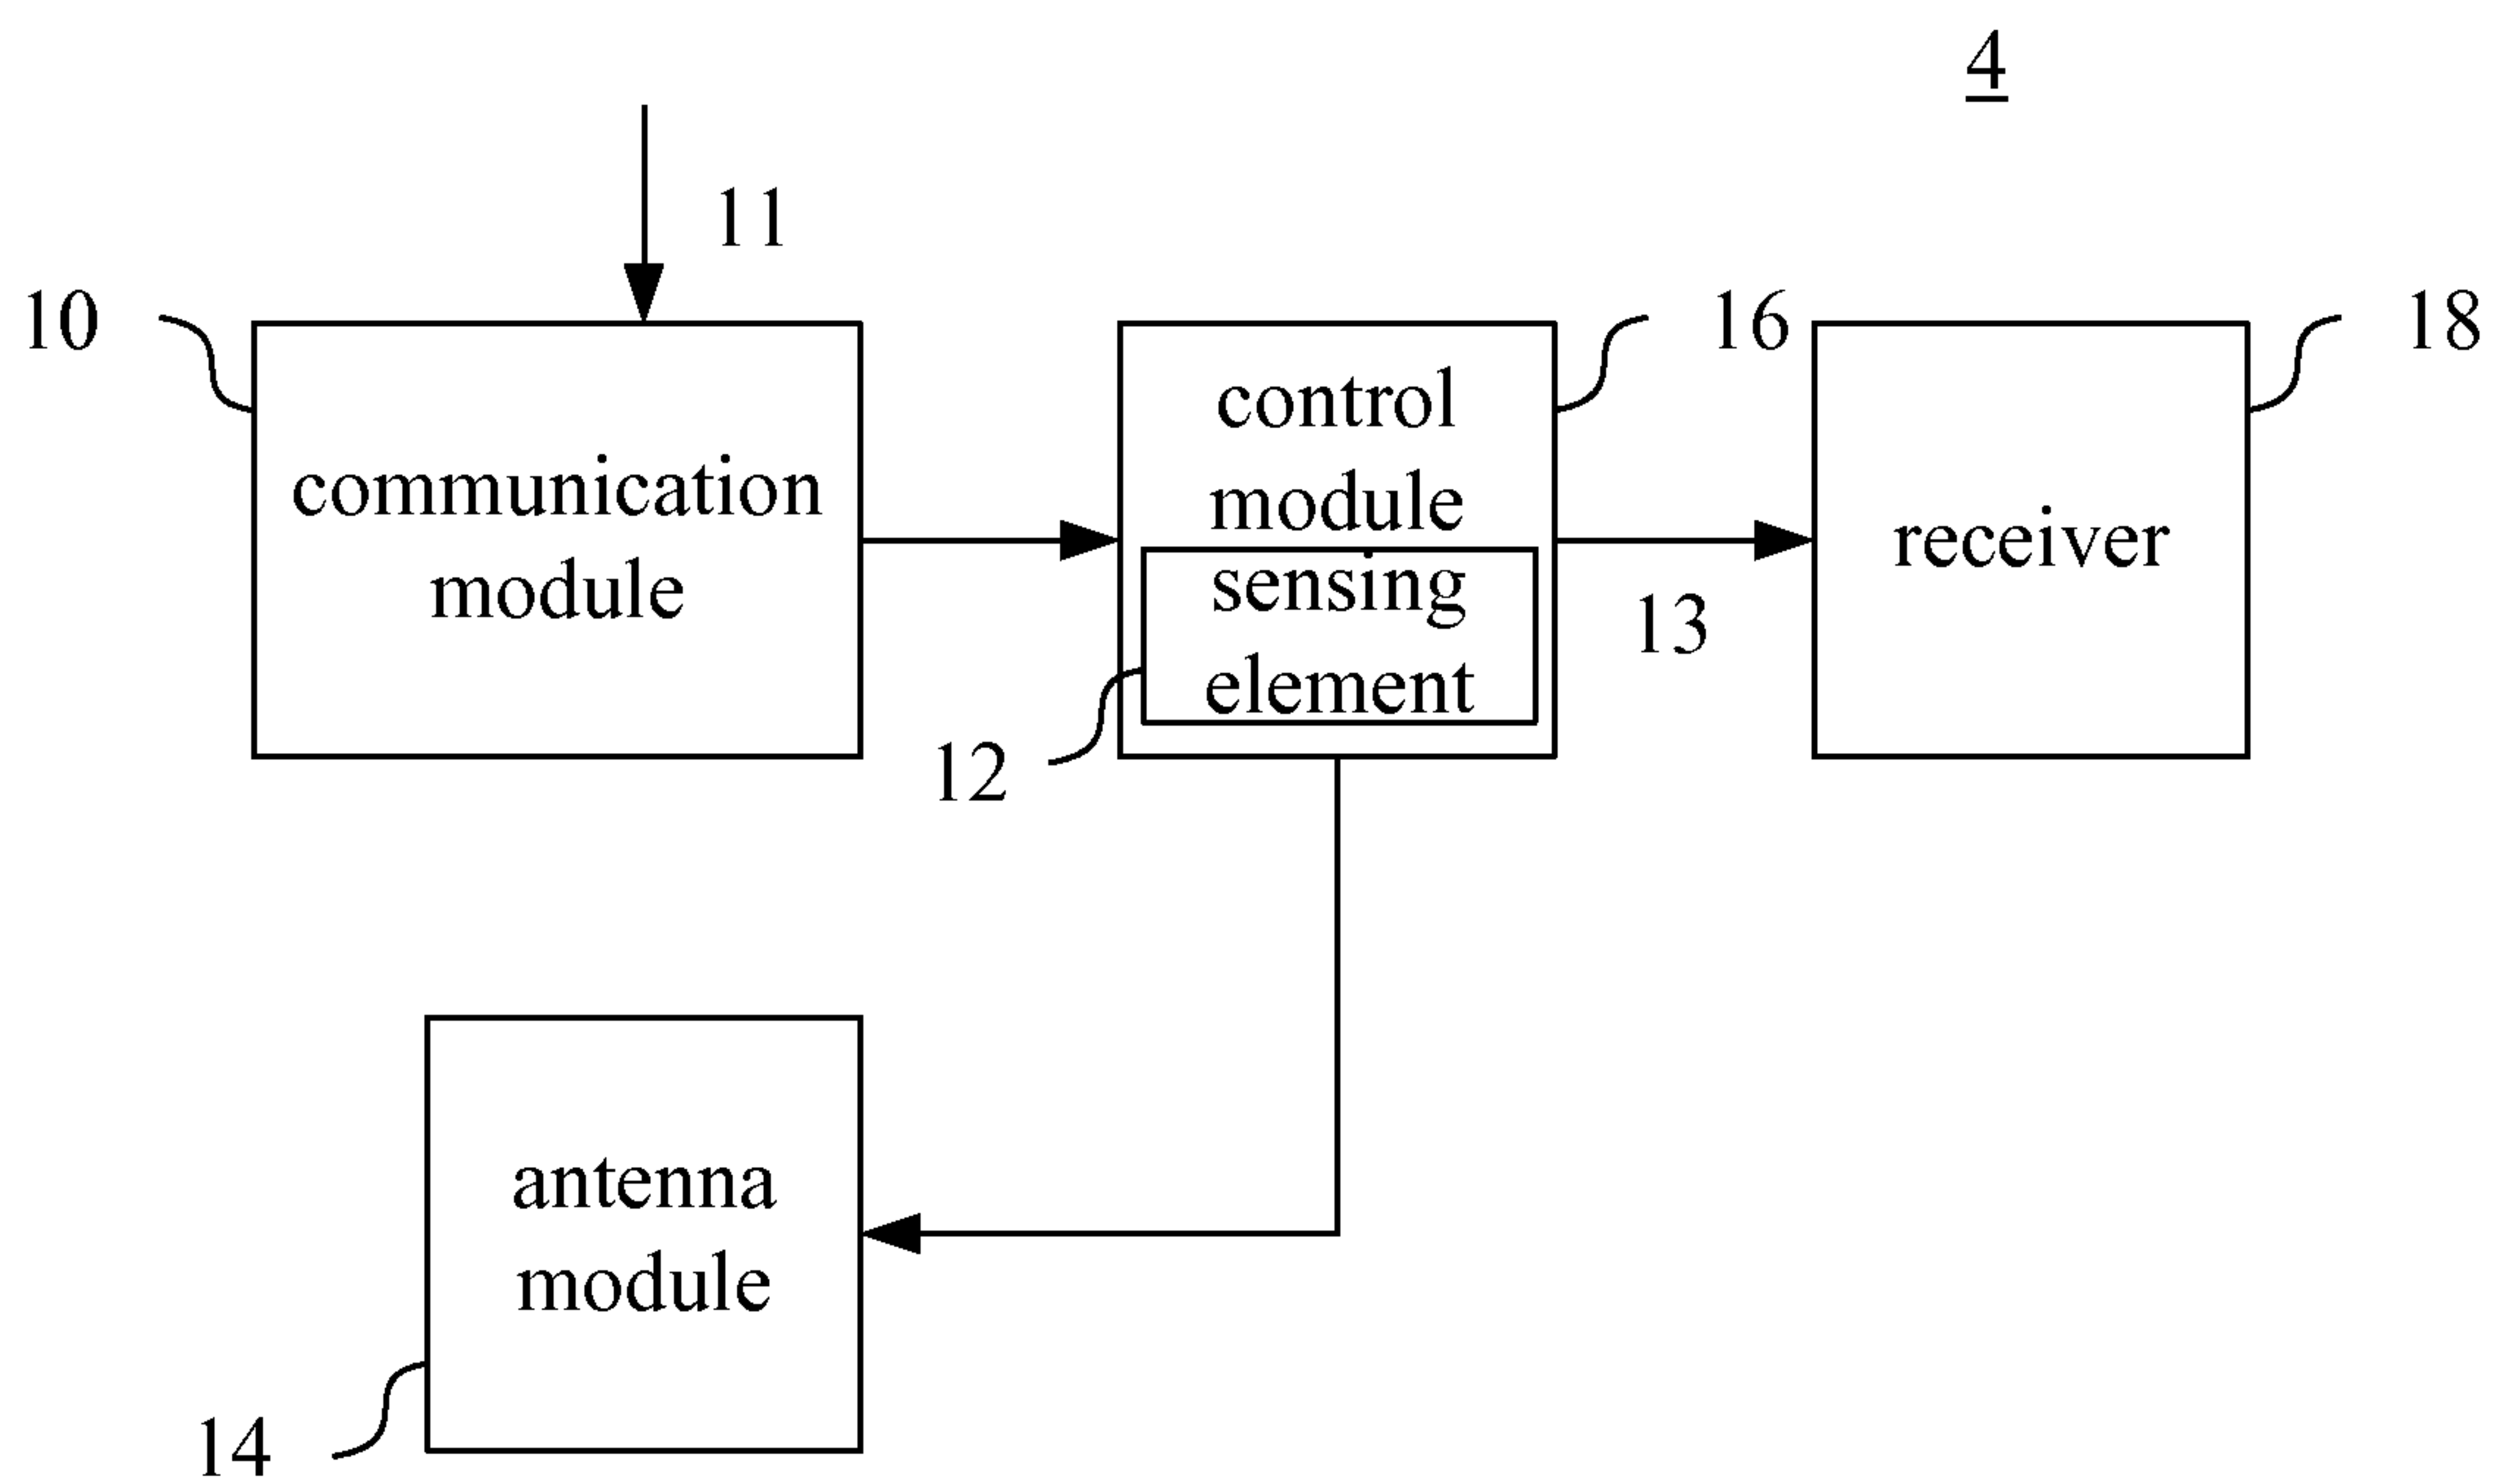 4
11
10
16
18
communication
module
control
module
sensing
element
receiver
13
12
antenna
module
14